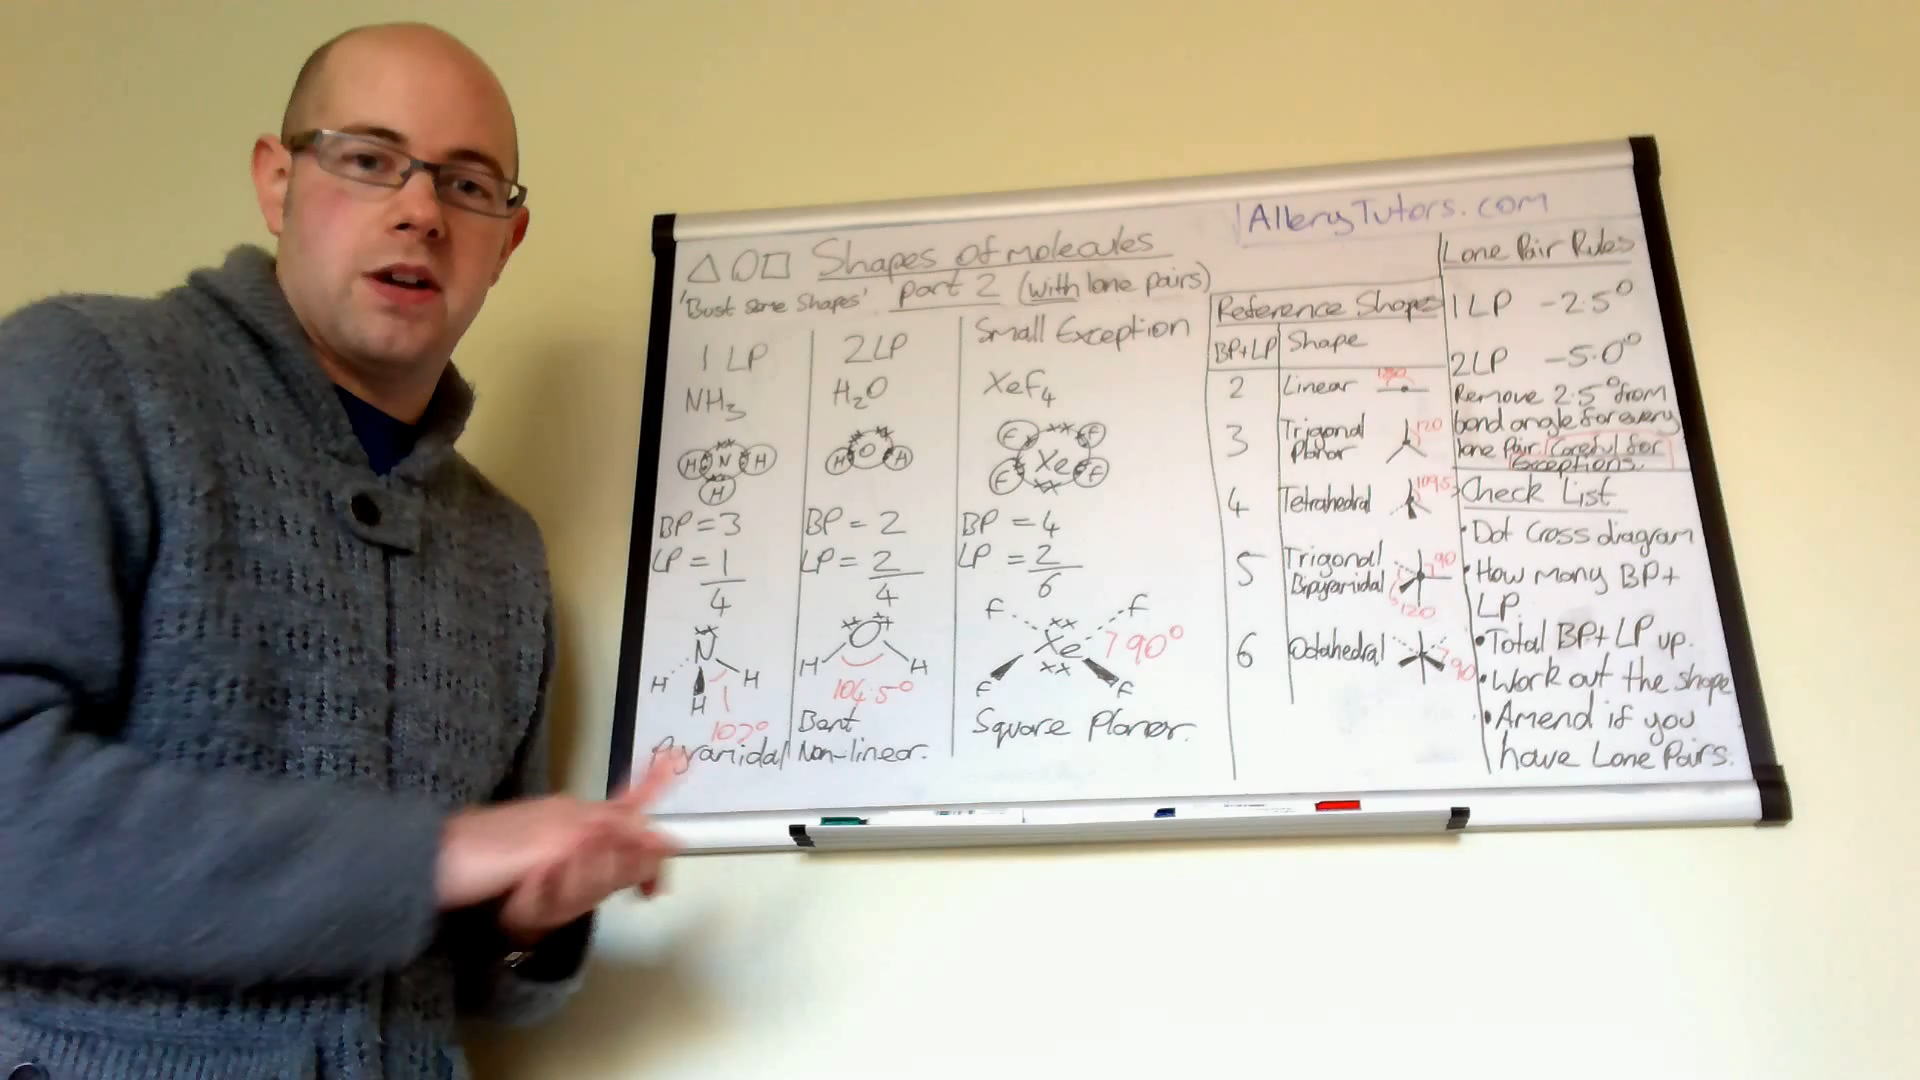 AlleryTutors.com
Shapes of molecules
'Bust some Shapes' part 2 (with lone pairs)
1 LP
NH3
H N H
H
BP = 3
LP = 1
4
N
H H
H
107°
Pyramidal
2LP
H2O
H O H
BP = 2
LP = 2
4
O
H H
104.5°
Bent
Non-linear.
Small Exception
XeF4
F F
Xe
F F
BP = 4
LP = 2
6
F F
Xe 90°
F F
Square Planar.
Reference Shapes
BP+LP Shape
2 Linear 180
3 Trigonal Planar 120
4 Tetrahedral 109.5
5 Trigonal Bipyramidal 90 120
6 Octahedral 90
Lone Pair Rules
1 LP -2.5°
2LP -5.0°
Remove 2.5° from
bond angle for every
lone pair. Careful for
Exceptions.
Check List
• Dot Cross diagram
• How many BP+
LP.
• Total BP+LP up.
• Work out the shape
• Amend if you
have Lone Pairs.